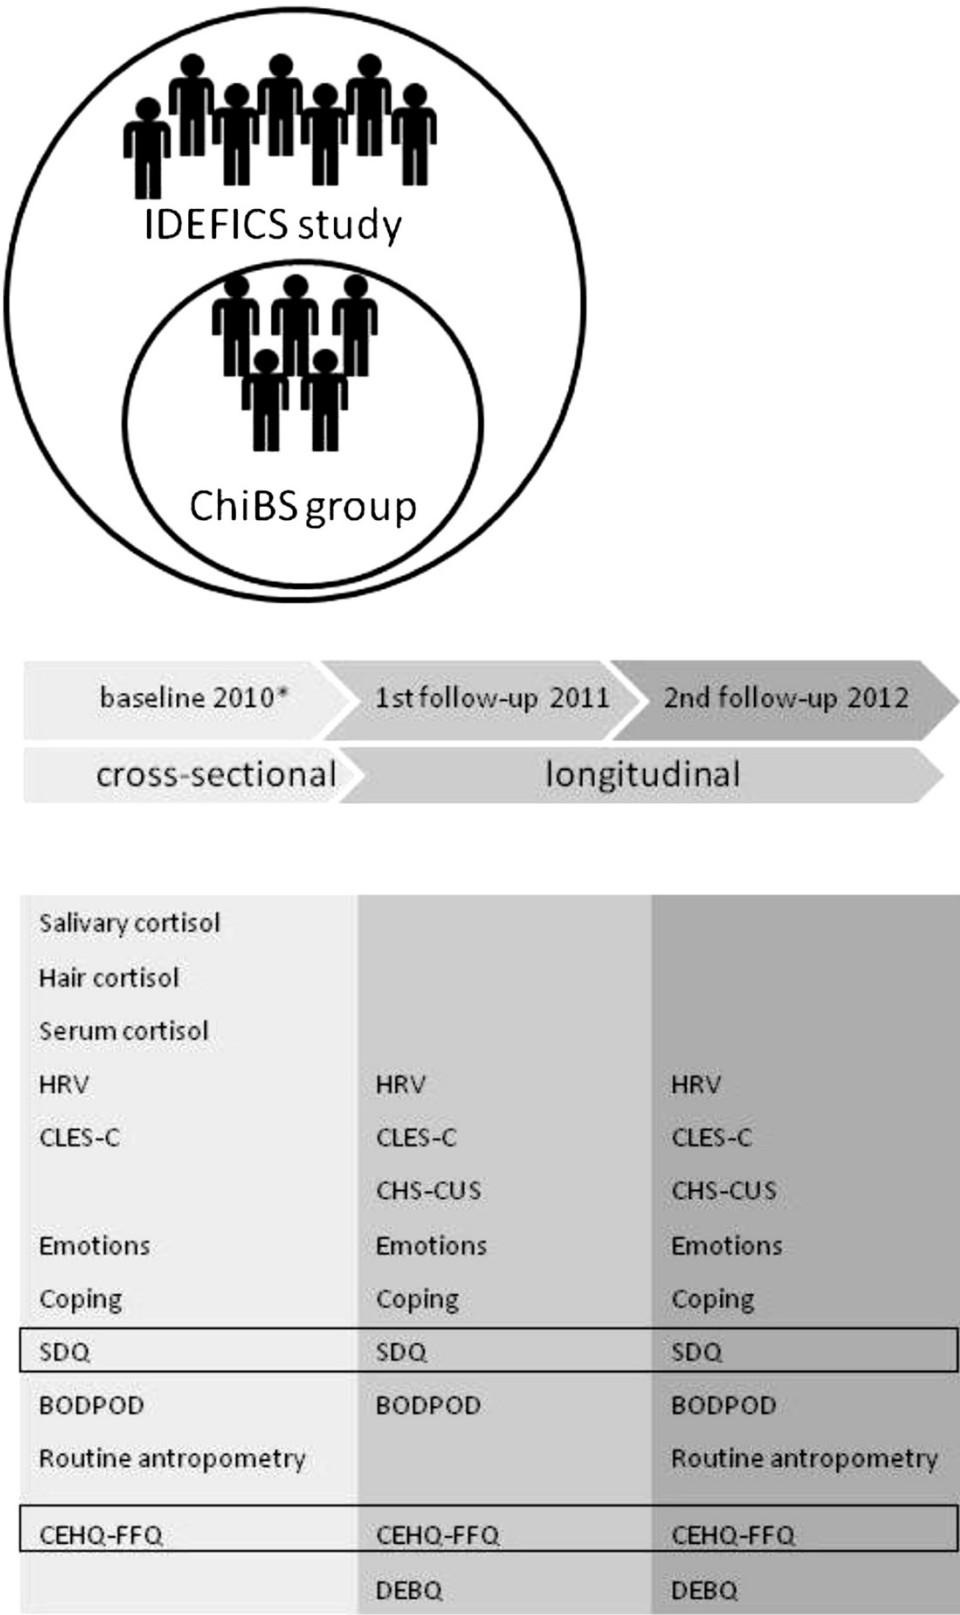 IDEFICS study
ChiBS group
baseline 2010* 1st follow-up 2011 2nd follow-up 2012
cross-sectional longitudinal
Salivary cortisol
Hair cortisol
Serum cortisol
HRV HRV HRV
CLES-C CLES-C CLES-C
CHS-CUS CHS-CUS
Emotions Emotions Emotions
Coping Coping Coping
SDQ SDQ SDQ
BODPOD BODPOD BODPOD
Routine antropometry Routine antropometry
CEHQ-FFQ CEHQ-FFQ CEHQ-FFQ
DEBQ DEBQ